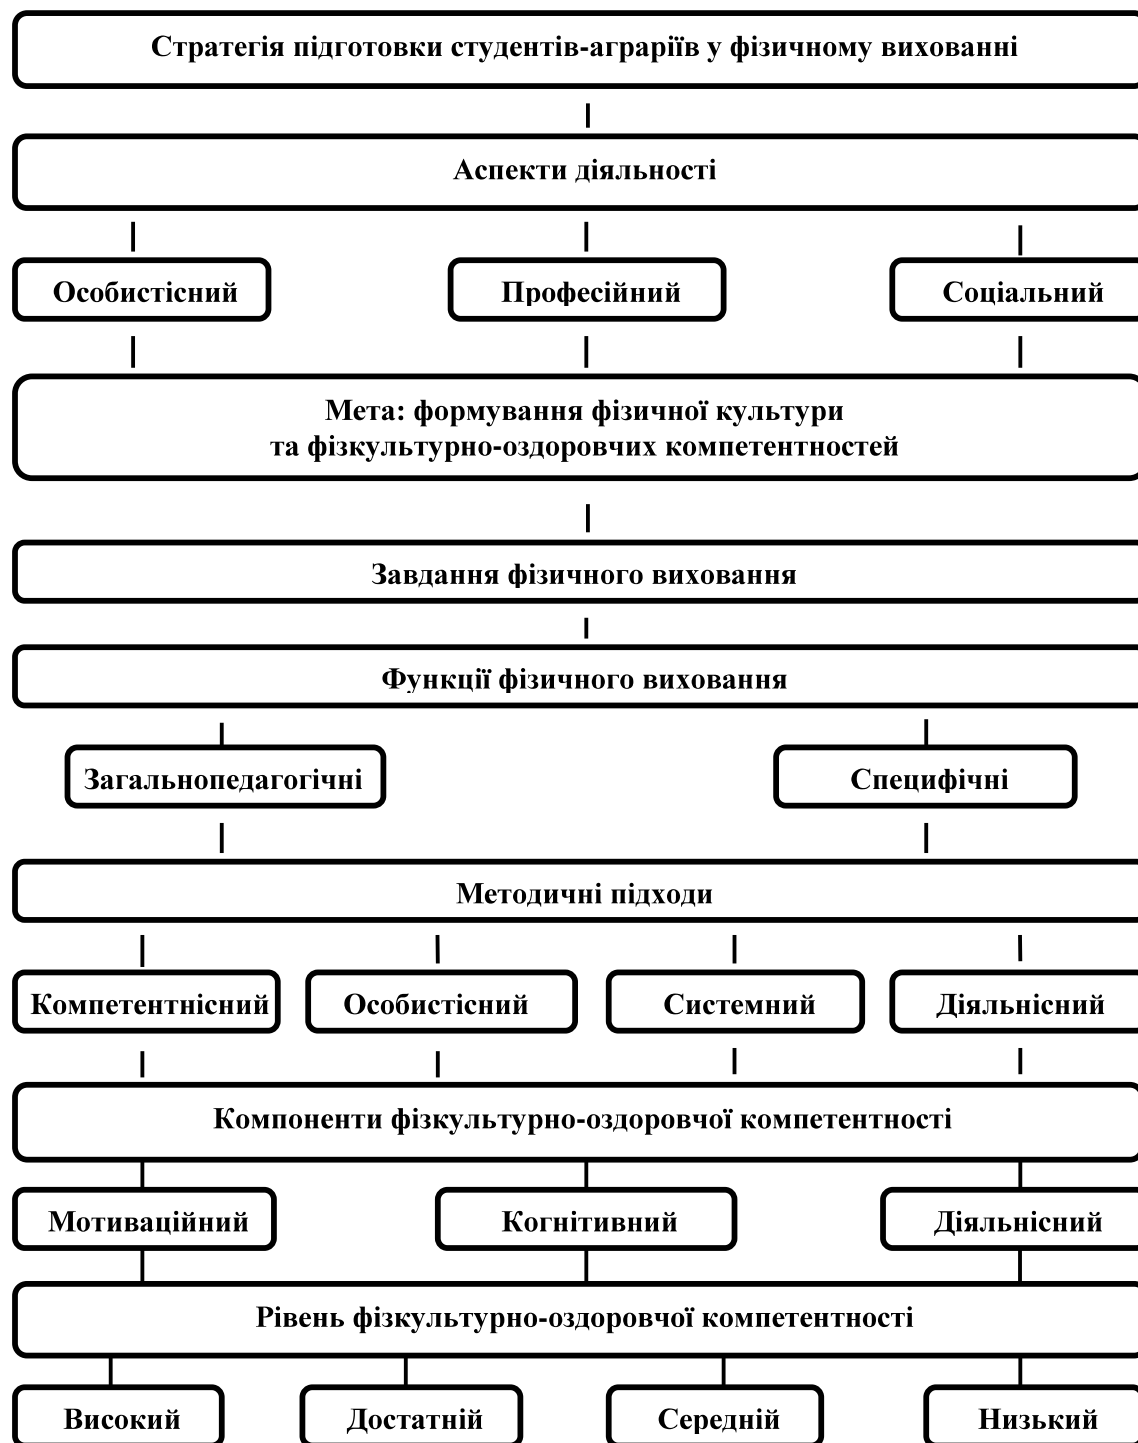 Стратегія підготовки студентів-аграріїв у фізичному вихованні
Аспекти діяльності
Особистісний
Професійний
Соціальний
Мета: формування фізичної культури
та фізкультурно-оздоровчих компетентностей
Завдання фізичного виховання
Функції фізичного виховання
Загальнопедагогічні
Специфічні
Методичні підходи
Компетентнісний
Особистісний
Системний
Діяльнісний
Компоненти фізкультурно-оздоровчої компетентності
Мотиваційний
Когнітивний
Діяльнісний
Рівень фізкультурно-оздоровчої компетентності
Високий
Достатній
Середній
Низький